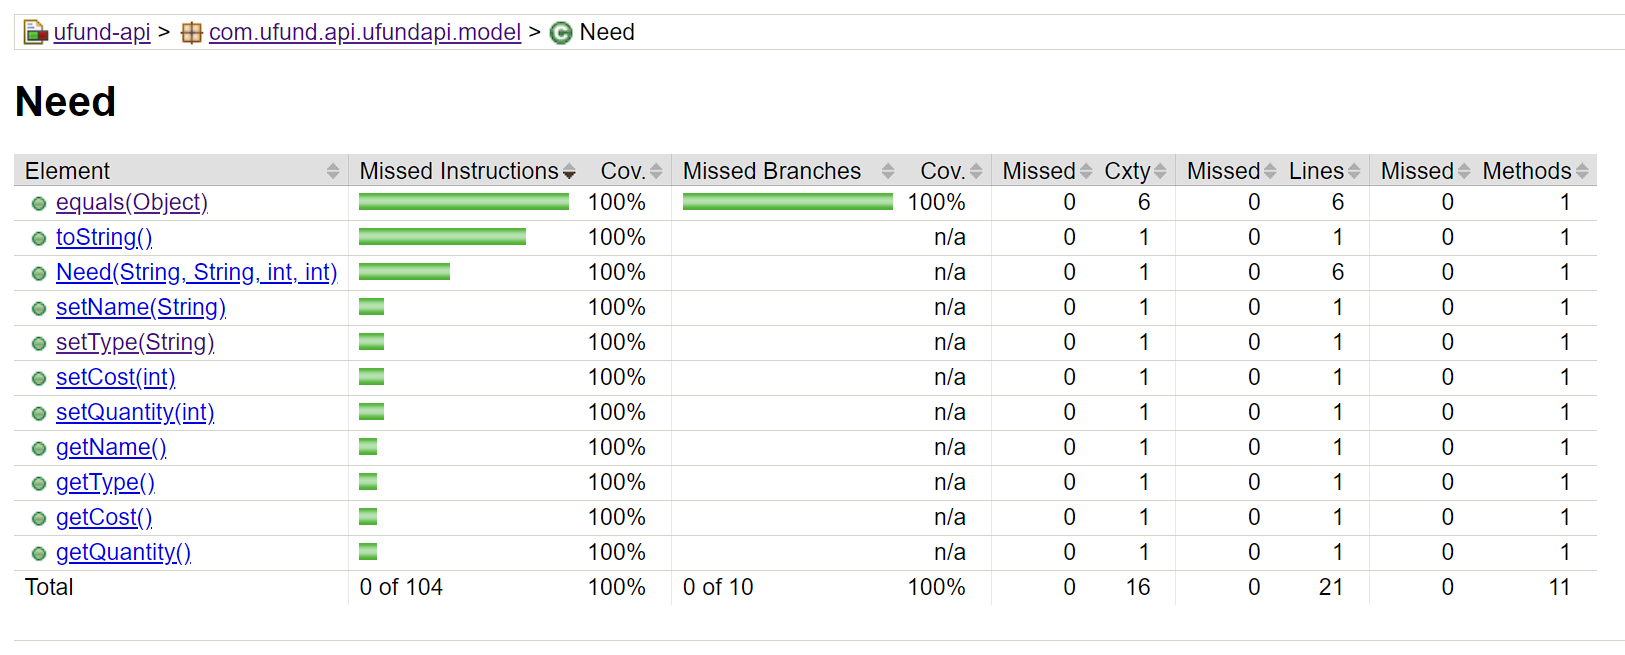 ufund-api > com.ufund.api.ufundapi.model > Need
Need
Element Missed Instructions Cov. Missed Branches Cov. Missed Cxty Missed Lines Missed Methods
equals(Object) 100% 100% 0 6 0 6 0 1
toString() 100% n/a 0 1 0 1 0 1
Need(String, String, int, int) 100% n/a 0 1 0 6 0 1
setName(String) 100% n/a 0 1 0 1 0 1
setType(String) 100% n/a 0 1 0 1 0 1
setCost(int) 100% n/a 0 1 0 1 0 1
setQuantity(int) 100% n/a 0 1 0 1 0 1
getName() 100% n/a 0 1 0 1 0 1
getType() 100% n/a 0 1 0 1 0 1
getCost() 100% n/a 0 1 0 1 0 1
getQuantity() 100% n/a 0 1 0 1 0 1
Total 0 of 104 100% 0 of 10 100% 0 16 0 21 0 11